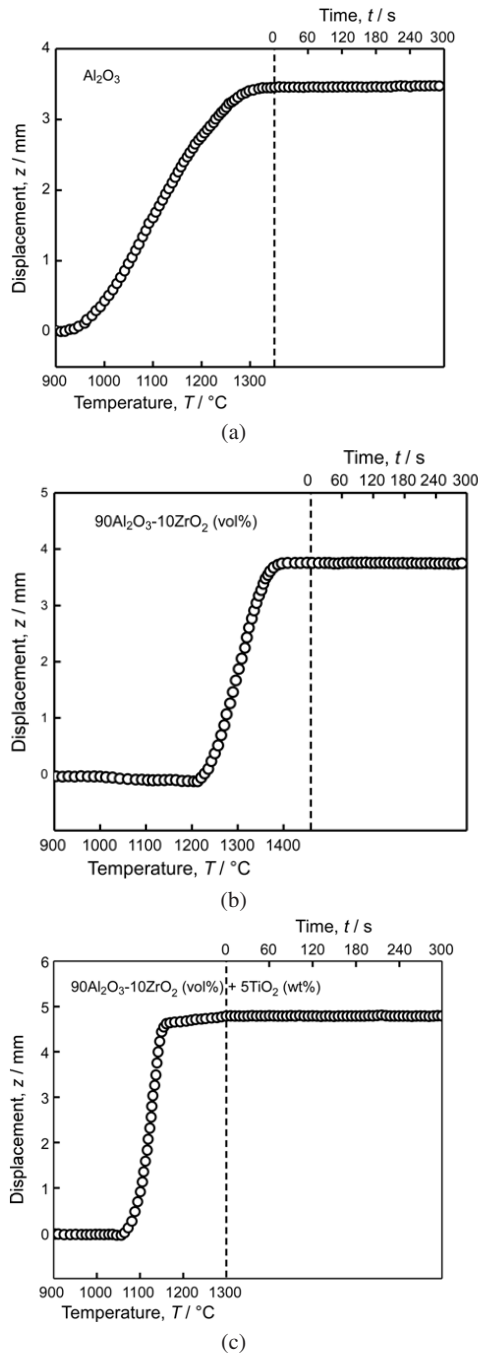 Time, t / s
0 60 120 180 240 300
4
Al₂O₃
3
2
1
0
Displacement, z / mm
900 1000 1100 1200 1300
Temperature, T / °C
(a)
Time, t / s
0 60 120 180 240 300
5
90Al₂O₃-10ZrO₂ (vol%)
4
3
2
1
0
Displacement, z / mm
900 1000 1100 1200 1300 1400
Temperature, T / °C
(b)
Time, t / s
0 60 120 180 240 300
6
90Al₂O₃-10ZrO₂ (vol%) + 5TiO₂ (wt%)
5
4
3
2
1
0
Displacement, z / mm
900 1000 1100 1200 1300
Temperature, T / °C
(c)